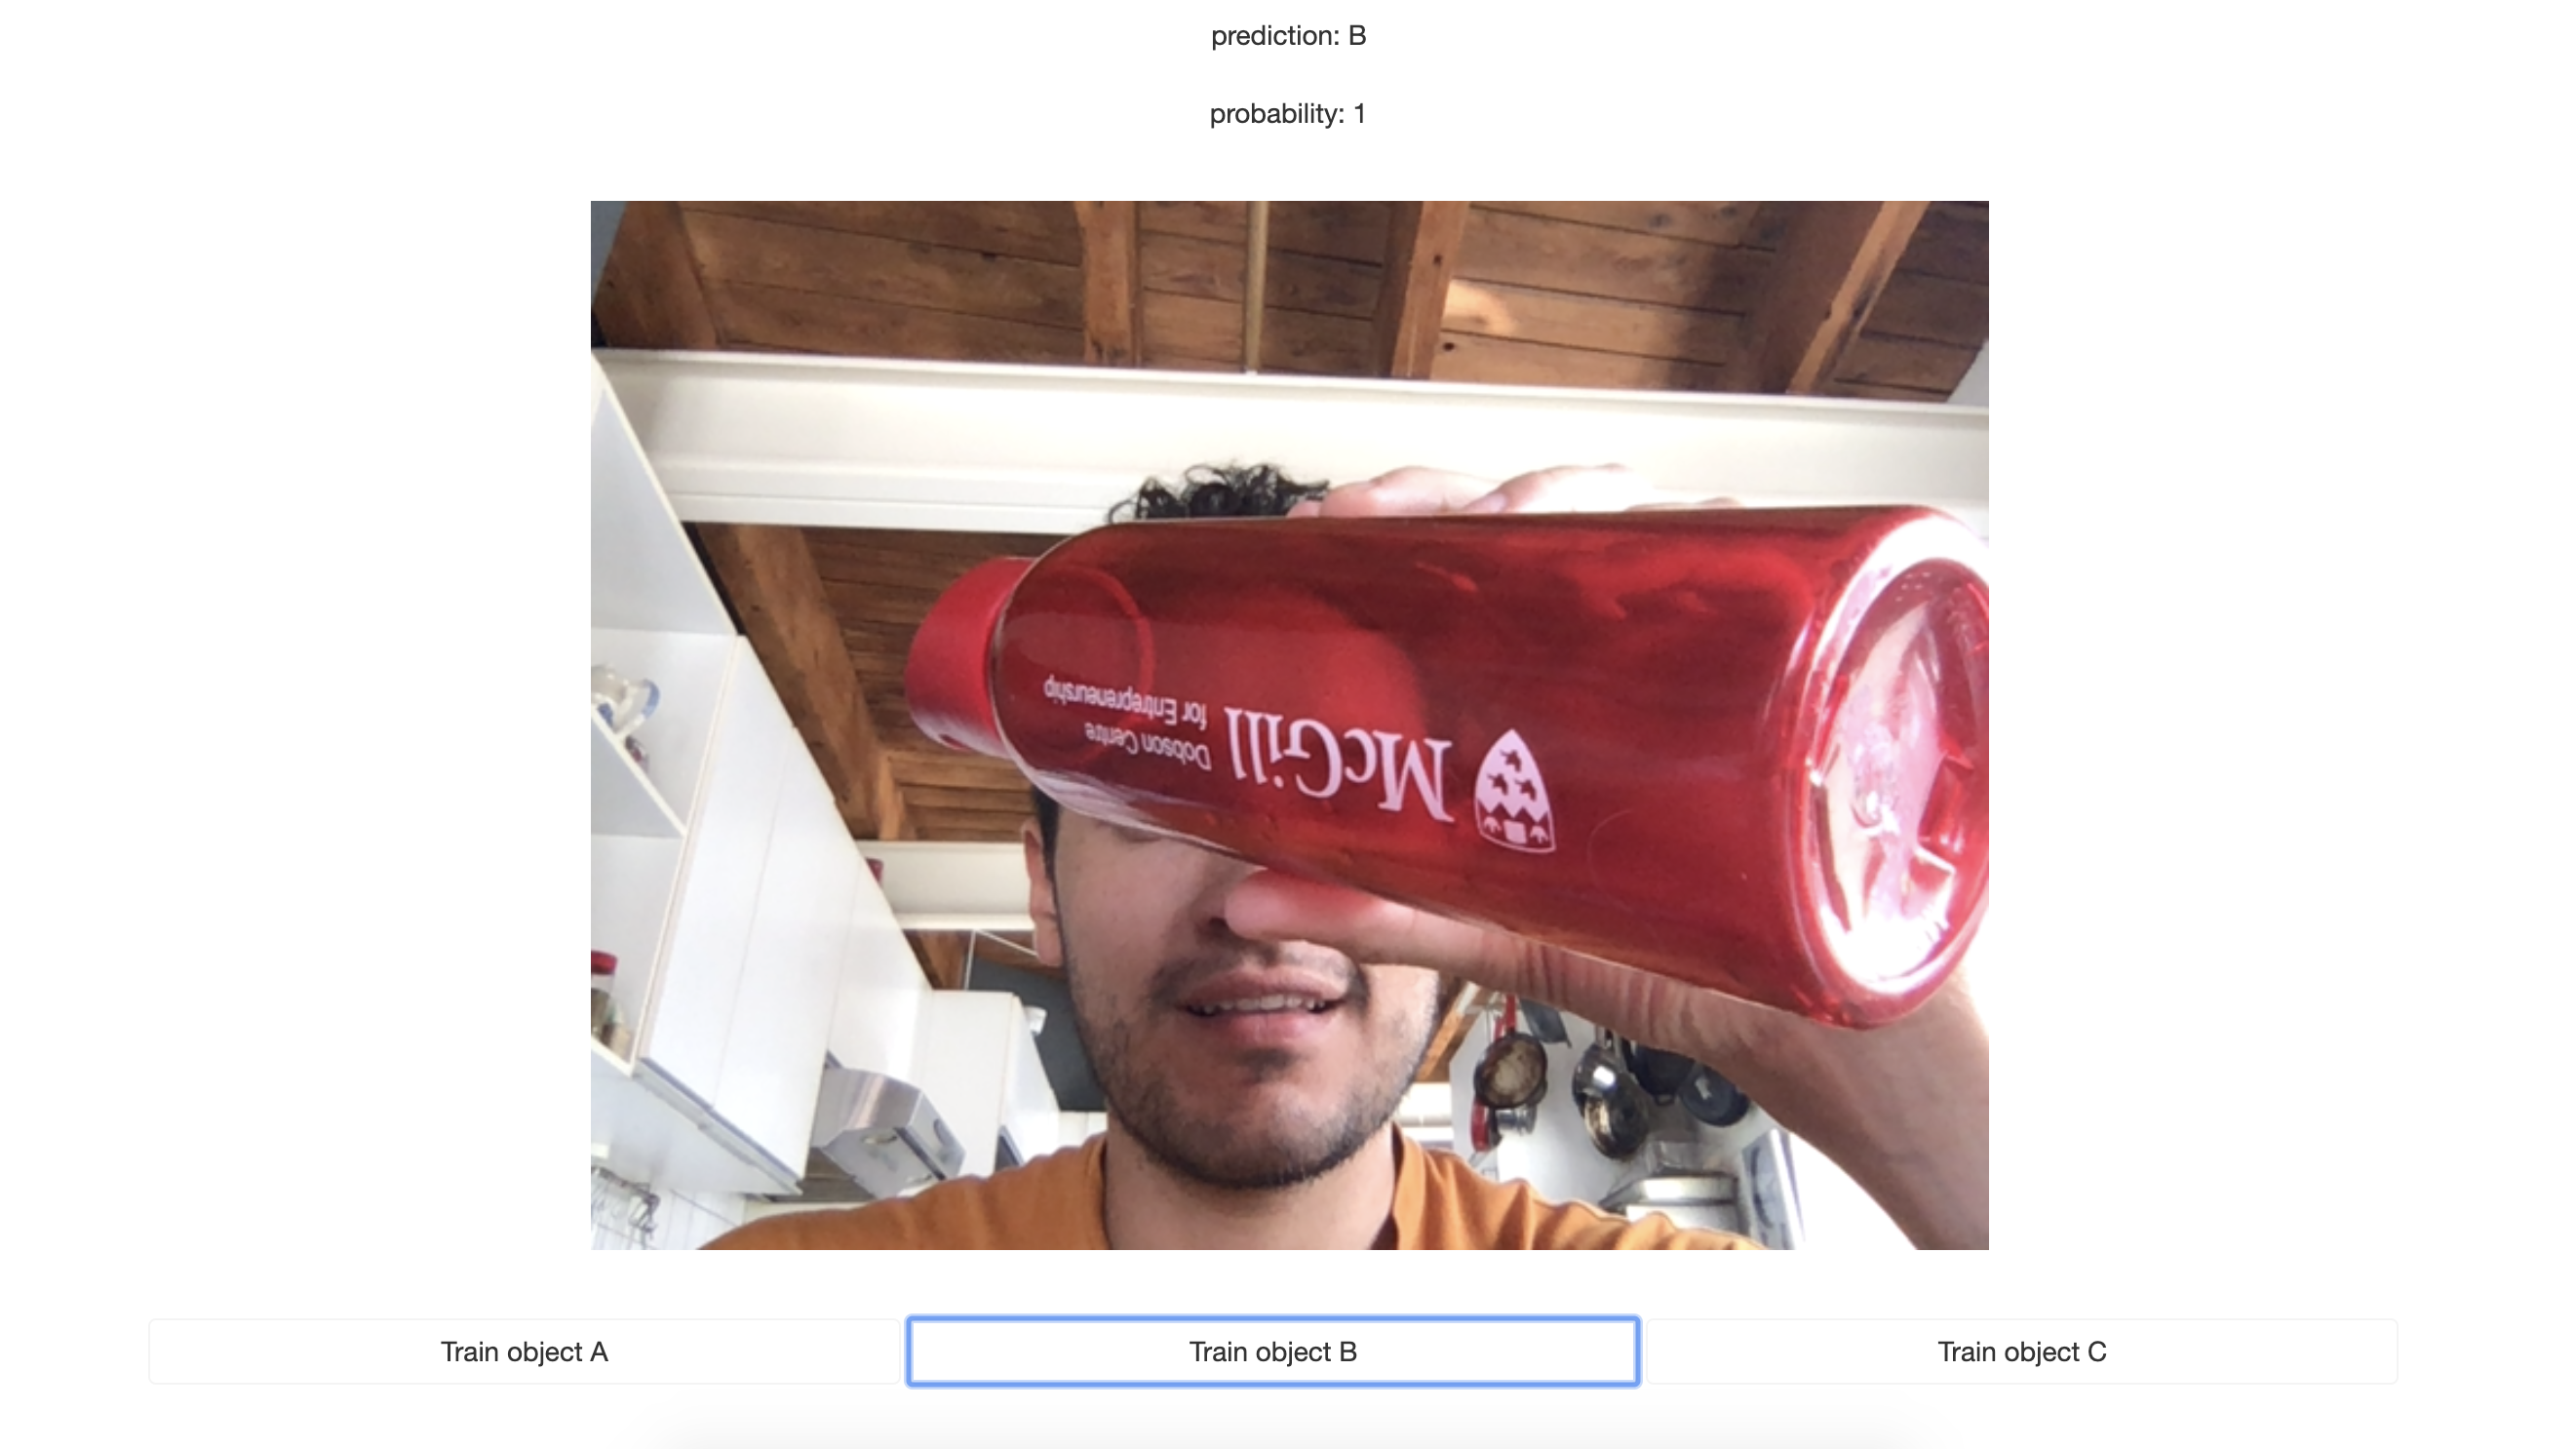 prediction: B
probability: 1
McGill
Dobson Centre
for Entrepreneurship
Train object A
Train object B
Train object C